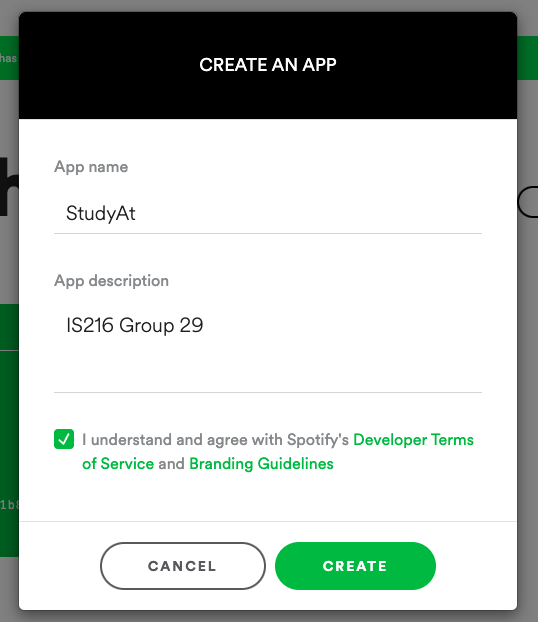 has
CREATE AN APP
App name
StudyAt
App description
IS216 Group 29
I understand and agree with Spotify's Developer Terms
of Service and Branding Guidelines
CANCEL
CREATE